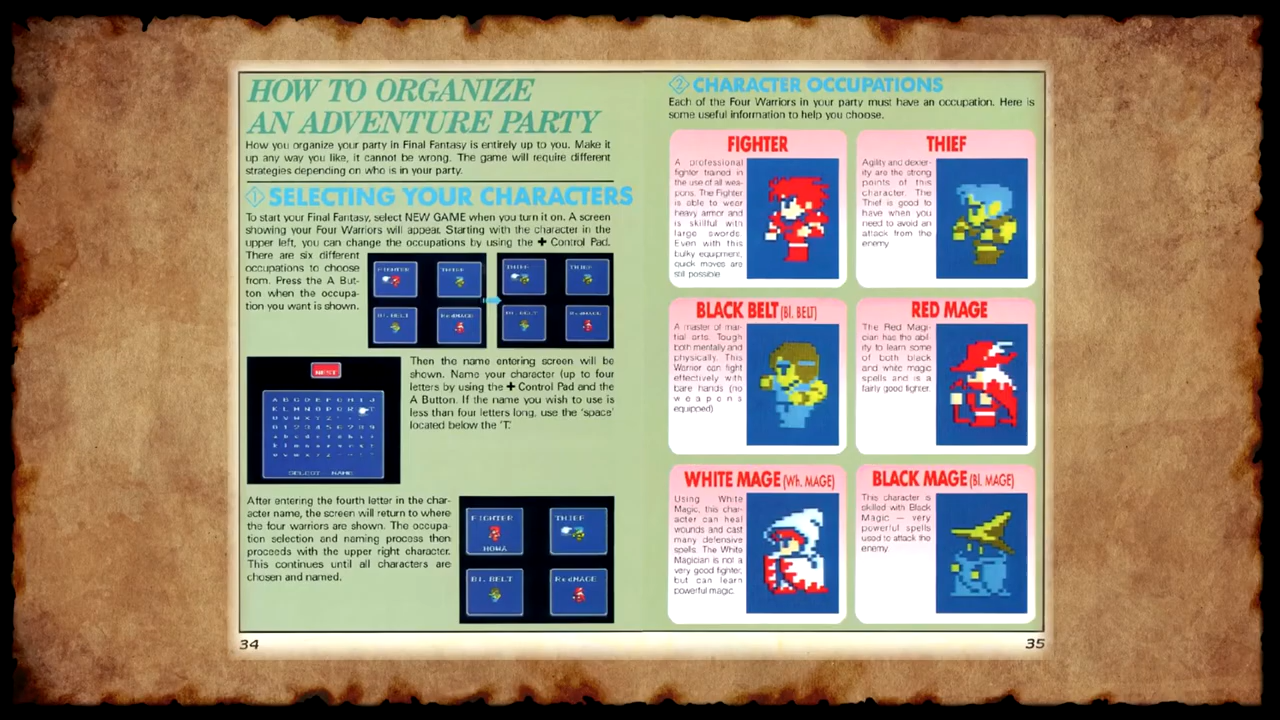 HOW TO ORGANIZE
AN ADVENTURE PARTY
How you organize your party in Final Fantasy is entirely up to you. Make it
up any way you like, it cannot be wrong. The game will require different
strategies depending on who is in your party.
1 SELECTING YOUR CHARACTERS
To start your Final Fantasy, select NEW GAME when you turn it on. A screen
showing your Four Warriors will appear. Starting with the character in the
upper left, you can change the occupations by using the ✚ Control Pad.
There are six different
occupations to choose
from. Press the A But-
ton when the occupa-
tion you want is shown.
FIGHTER THIEF
Bl. BELT RedMAGE
THIEF THIEF
Bl. BELT RedMAGE
Then the name entering screen will be
shown. Name your character (up to four
letters by using the ✚ Control Pad and the
A Button. If the name you wish to use is
less than four letters long, use the 'space'
located below the 'T.'
A B C D E F G H I J
K L M N O P Q R S T
SELECT NAME
After entering the fourth letter in the char-
acter name, the screen will return to where
the four warriors are shown. The occupa-
tion selection and naming process then
proceeds with the upper right character.
This continues until all characters are
chosen and named.
FIGHTER THIEF
Bl. BELT RedMAGE
34
2 CHARACTER OCCUPATIONS
Each of the Four Warriors in your party must have an occupation. Here is
some useful information to help you choose.
FIGHTER
A professional
fighter trained in
the use of all wea-
pons. The Fighter
is able to wear
heavy armor and
is skillful with
large swords.
Even with this
bulky equipment,
quick moves are
still possible.
THIEF
Agility and dexter-
ity are the strong
points of this
character. The
Thief is good to
have when you
need to avoid an
attack from the
enemy.
BLACK BELT (Bl. BELT)
A master of mar-
tial arts. Tough
both mentally and
physically. This
Warrior can fight
effectively with
bare hands (no
weapons
equipped)
RED MAGE
The Red Magi-
cian has the abil-
ity to learn some
of both black
and white magic
spells and is a
fairly good fighter.
WHITE MAGE (Wh. MAGE)
Using White
Magic, this char-
acter can heal
wounds and cast
many defensive
spells. The White
Magician is not a
very good fighter,
but can learn
powerful magic.
BLACK MAGE (Bl. MAGE)
This character is
skilled with Black
Magic — very
powerful spells
used to attack the
enemy.
35